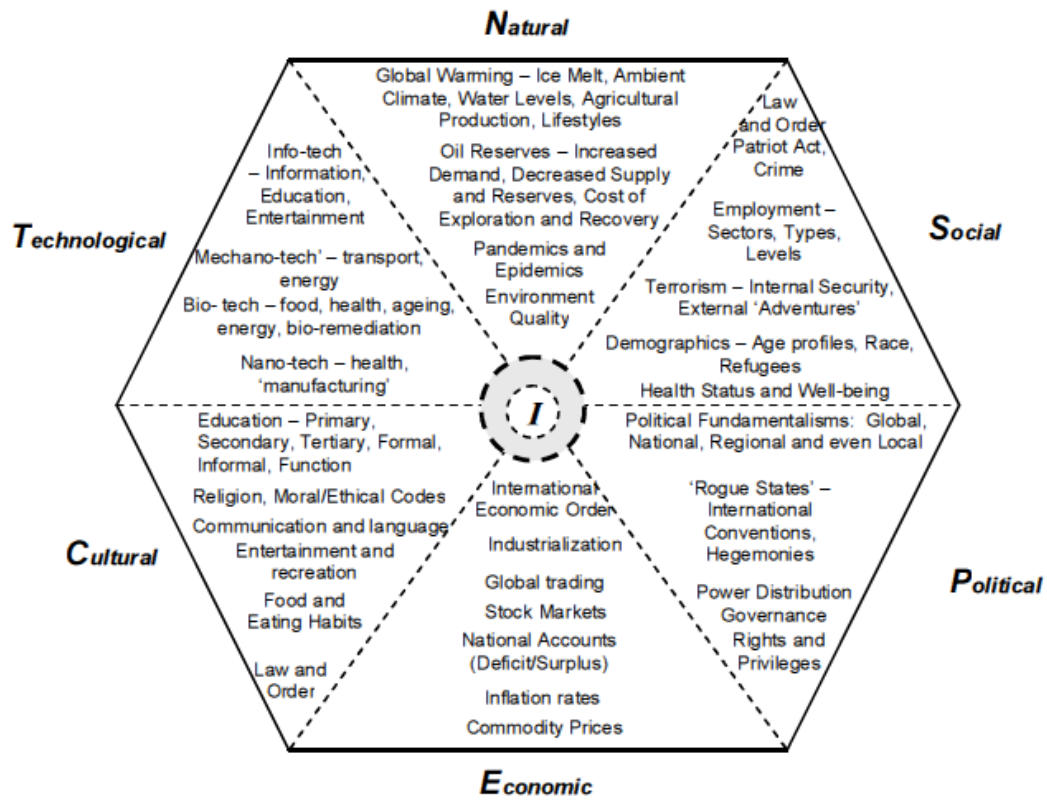 Natural
Global Warming – Ice Melt, Ambient
Climate, Water Levels, Agricultural
Production, Lifestyles
Oil Reserves – Increased
Demand, Decreased Supply
and Reserves, Cost of
Exploration and Recovery
Pandemics and
Epidemics
Environment
Quality
Social
Law
and Order
Patriot Act,
Crime
Employment –
Sectors, Types,
Levels
Terrorism – Internal Security,
External ‘Adventures’
Demographics – Age profiles, Race,
Refugees
Health Status and Well-being
Political
Political Fundamentalisms: Global,
National, Regional and even Local
‘Rogue States’ –
International
Conventions,
Hegemonies
Power Distribution
Governance
Rights and
Privileges
Economic
International
Economic Order
Industrialization
Global trading
Stock Markets
National Accounts
(Deficit/Surplus)
Inflation rates
Commodity Prices
Cultural
Education – Primary,
Secondary, Tertiary, Formal,
Informal, Function
Religion, Moral/Ethical Codes
Communication and language
Entertainment and
recreation
Food and
Eating Habits
Law and
Order
Technological
Info-tech
– Information,
Education,
Entertainment
Mechano-tech’ – transport,
energy
Bio- tech – food, health, ageing,
energy, bio-remediation
Nano-tech – health,
‘manufacturing’
I